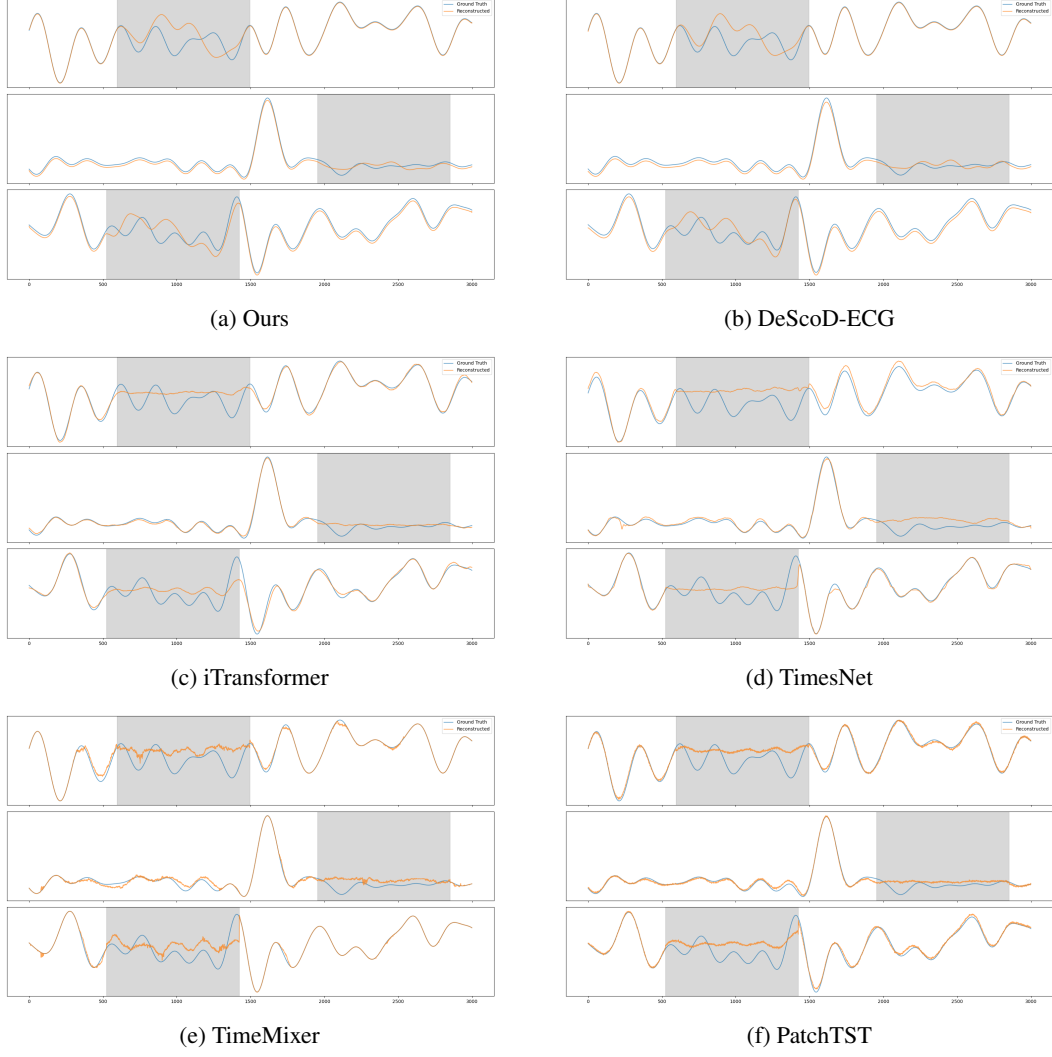 Ground Truth
Reconstructed
Ground Truth
Reconstructed
0 500 1000 1500 2000 2500 3000
0 500 1000 1500 2000 2500 3000
(a) Ours
(b) DeScoD-ECG
Ground Truth
Reconstructed
Ground Truth
Reconstructed
0 500 1000 1500 2000 2500 3000
0 500 1000 1500 2000 2500 3000
(c) iTransformer
(d) TimesNet
Ground Truth
Reconstructed
Ground Truth
Reconstructed
0 500 1000 1500 2000 2500 3000
0 500 1000 1500 2000 2500 3000
(e) TimeMixer
(f) PatchTST